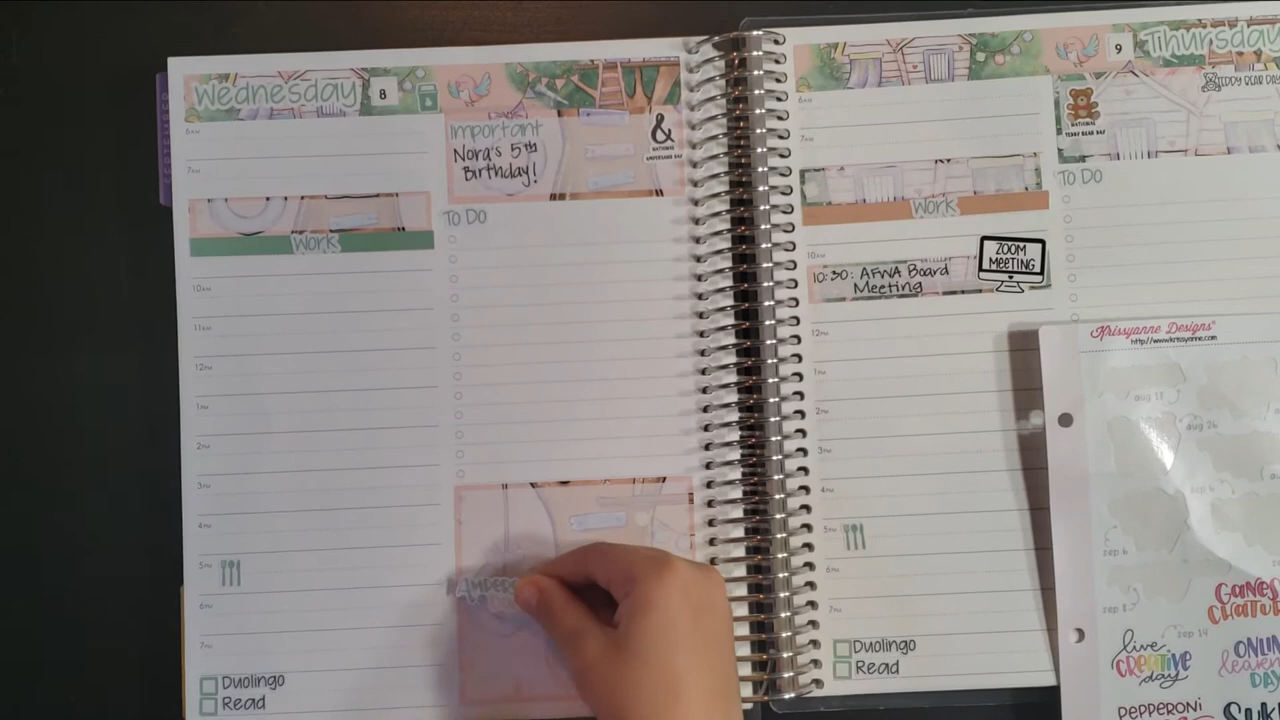 SEPTEMBER
Wednesday 8
6AM
7AM
Work
10AM
11AM
12PM
1PM
2PM
3PM
4PM
5PM
6PM
7PM
Duolingo
Read
Important
Nora's 5th
Birthday!
&
NATIONAL
AMPERSAND DAY
TO DO
9 Thursday
6AM
7AM
Work
10AM
10:30: AFWA Board
Meeting
ZOOM
MEETING
12PM
1PM
2PM
3PM
4PM
5PM
6PM
7PM
Duolingo
Read
TEDDY BEAR DAY
NATIONAL
TEDDY BEAR DAY
TO DO
Krissyanne Designs®
http://www.krissyanne.com
aug 18
aug 26
sep 6
sep 6
sep 8
sep 14
live
creative
day
PEPPERONI